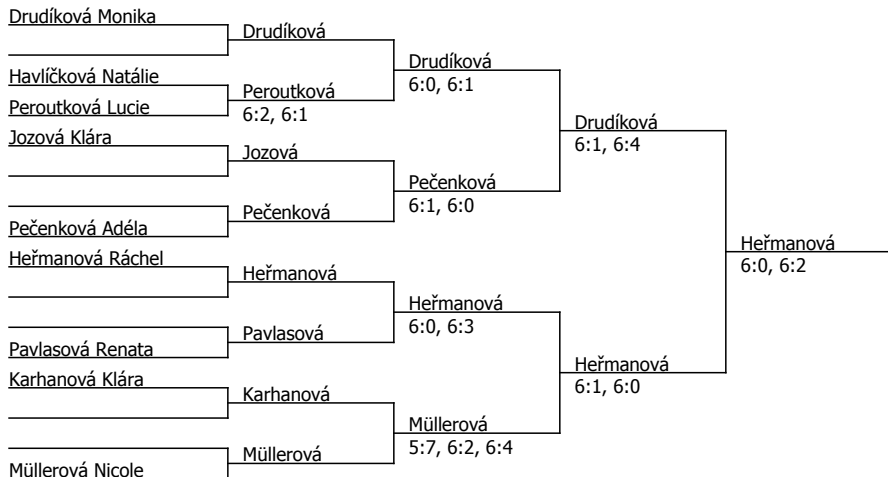 Drudíková Monika
Drudíková
Drudíková
6:0, 6:1
Havlíčková Natálie
Peroutková
6:2, 6:1
Peroutková Lucie
Drudíková
6:1, 6:4
Jozová Klára
Jozová
Pečenková
6:1, 6:0
Pečenková
Pečenková Adéla
Heřmanová
6:0, 6:2
Heřmanová Ráchel
Heřmanová
Heřmanová
6:0, 6:3
Pavlasová
Pavlasová Renata
Heřmanová
6:1, 6:0
Karhanová Klára
Karhanová
Müllerová
5:7, 6:2, 6:4
Müllerová
Müllerová Nicole